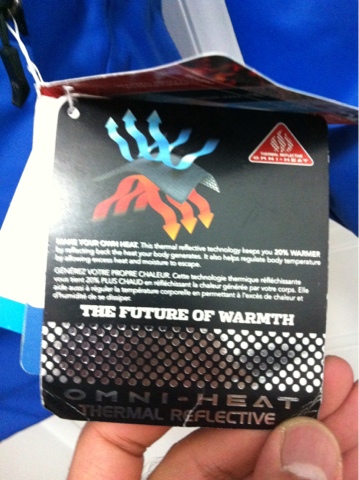 THERMAL REFLECTIVE
OMNI-HEAT
MAKE YOUR OWN HEAT. This thermal reflective technology keeps you 20% WARMER
by reflecting back the heat your body generates. It also helps regulate body temperature
by allowing excess heat and moisture to escape.
GÉNÉREZ VOTRE PROPRE CHALEUR. Cette technologie thermique réfléchissante
vous tient 20% PLUS CHAUD en réfléchissant la chaleur générée par votre corps. Elle
aide aussi à réguler la température corporelle en permettant à l'excès de chaleur et
d'humidité de se dissiper.
THE FUTURE OF WARMTH
OMNI-HEAT
THERMAL REFLECTIVE